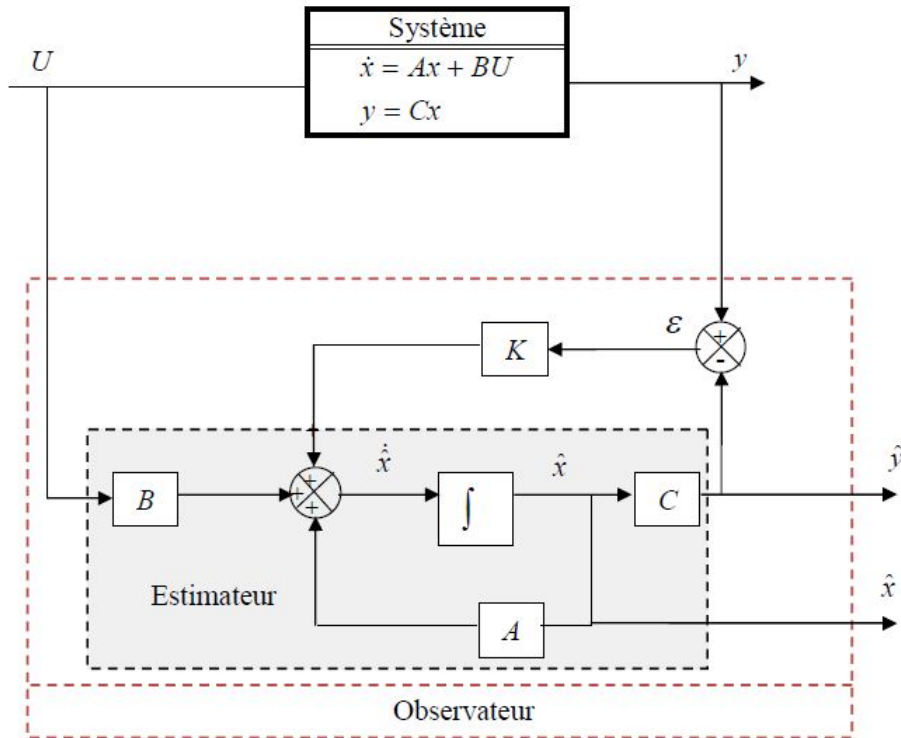 Système
U
ẋ = Ax + BU
y
y = Cx
ε
+
-
K
+
+
+
+
B
x̂̇
∫
x̂
C
ŷ
Estimateur
A
x̂
Observateur